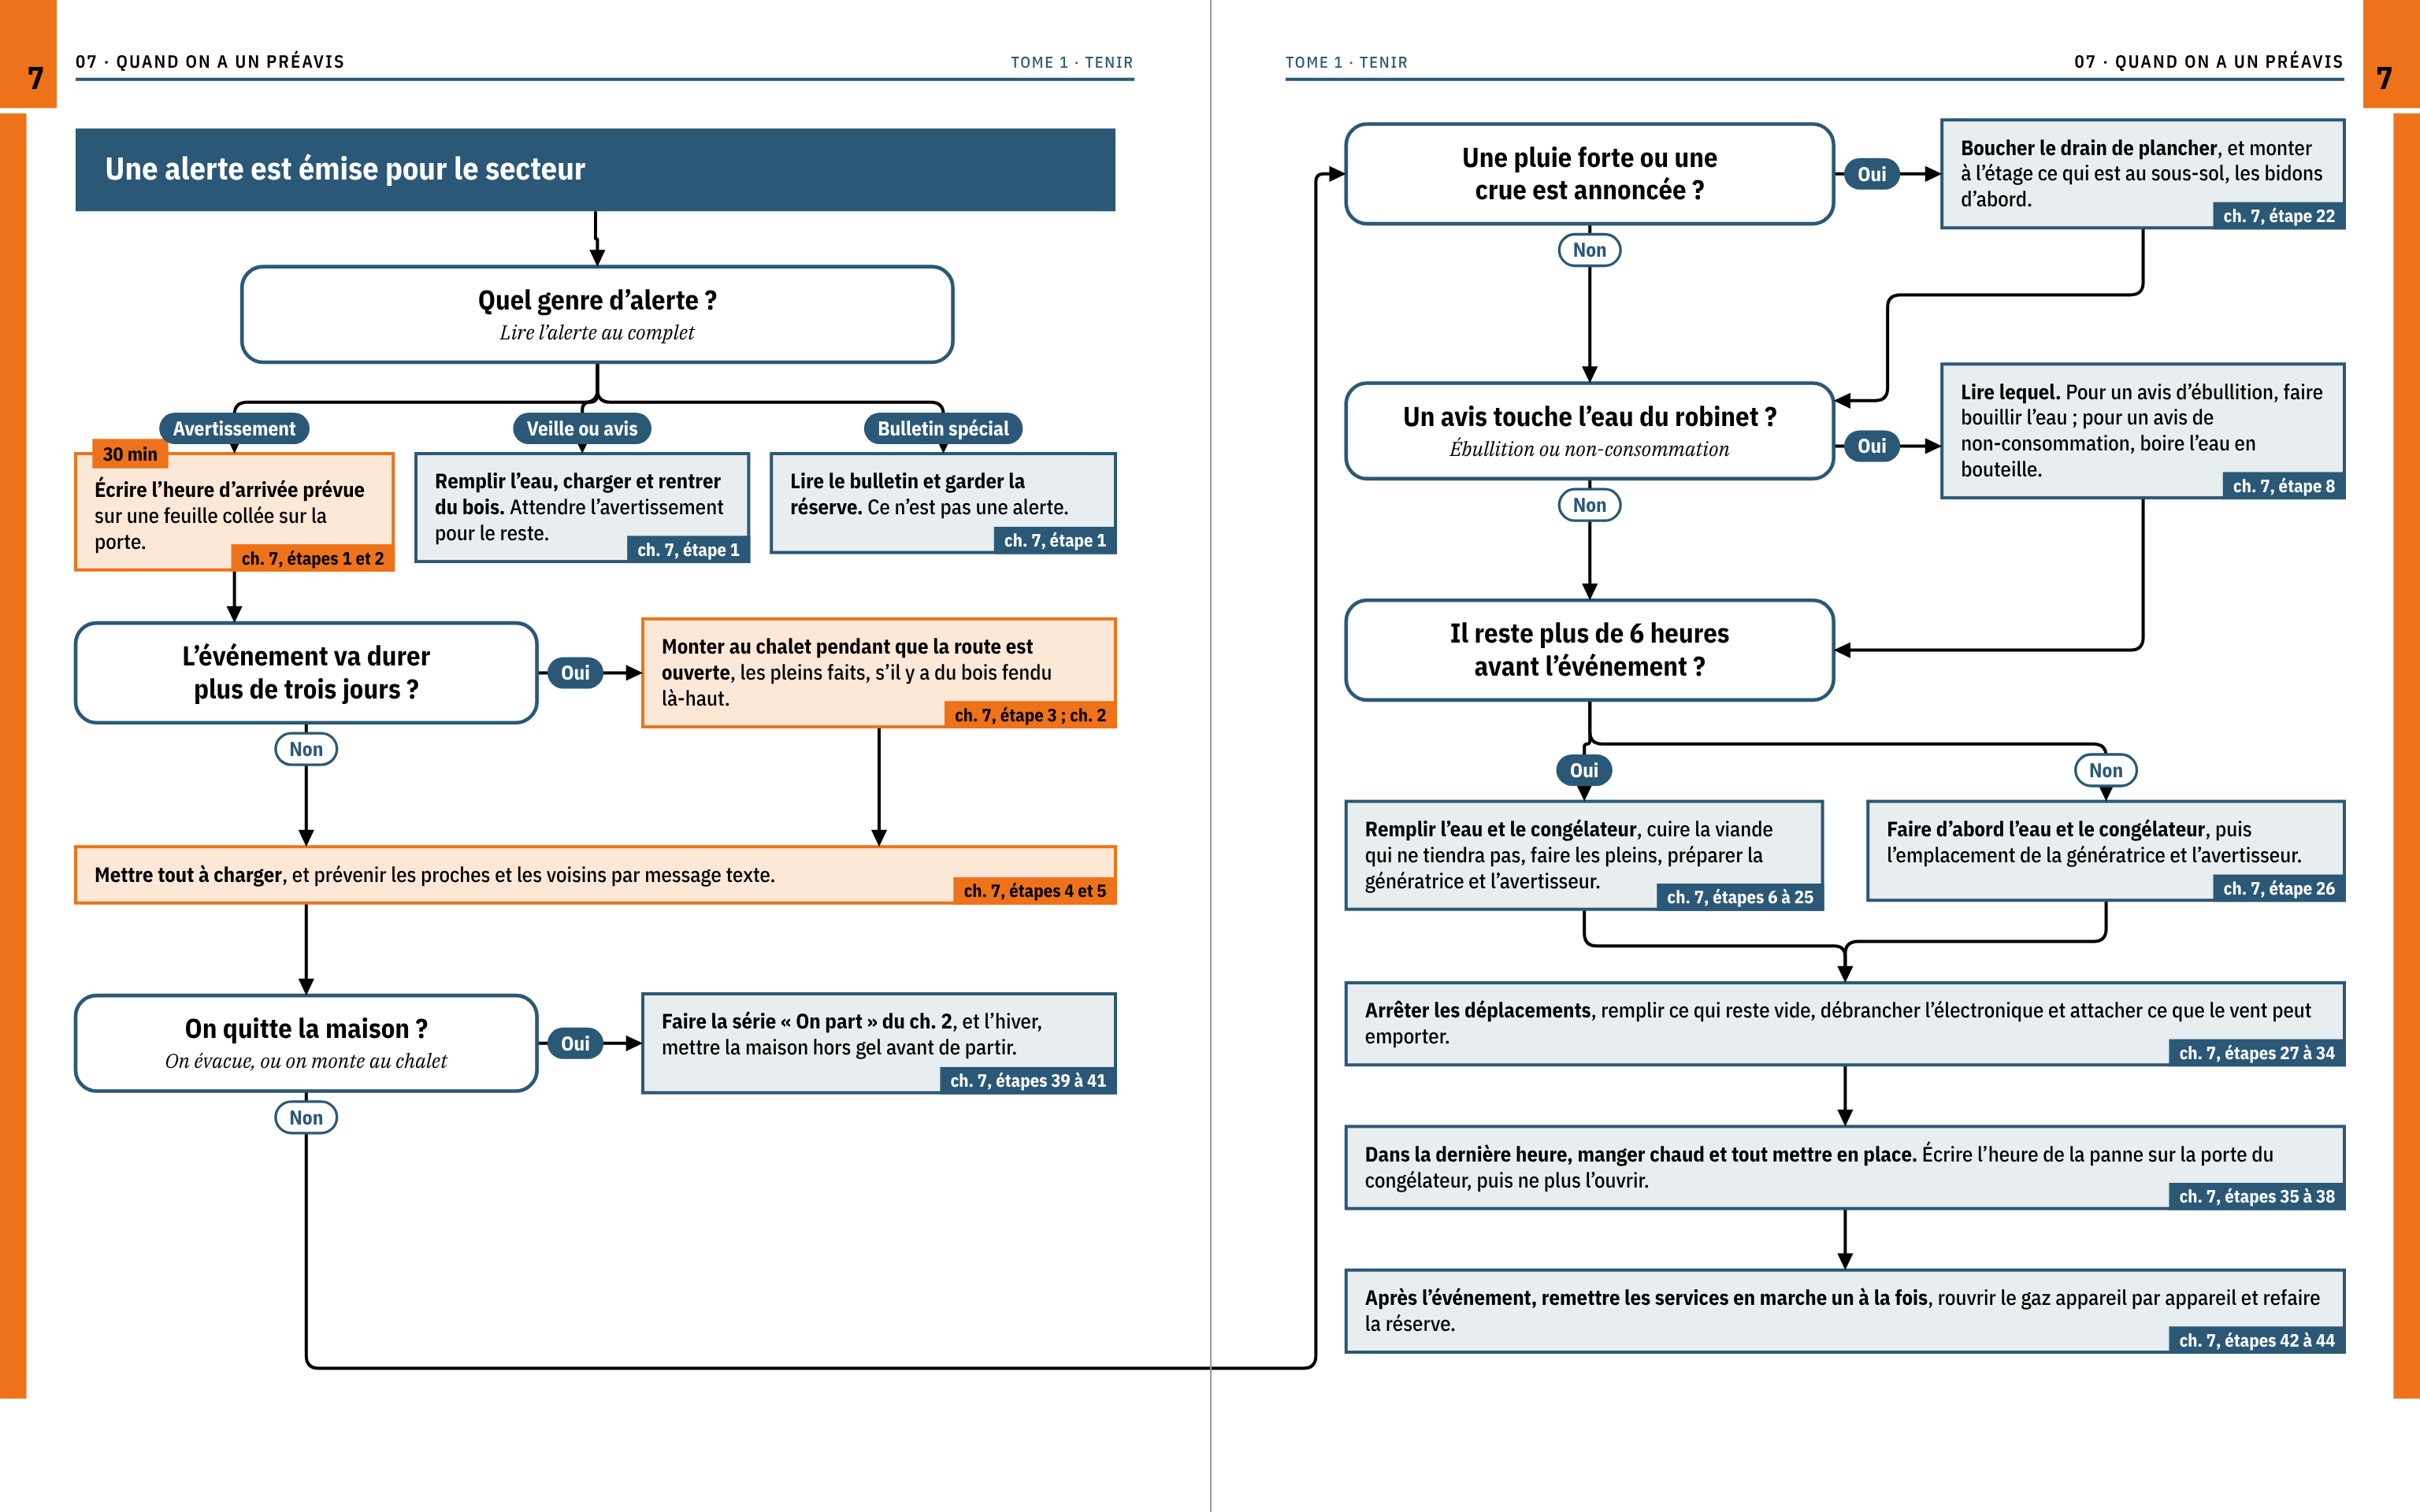 7
07 · QUAND ON A UN PRÉAVIS
TOME 1 · TENIR
Une alerte est émise pour le secteur
Quel genre d’alerte ?
Lire l’alerte au complet
Avertissement
Veille ou avis
Bulletin spécial
30 min
Écrire l’heure d’arrivée prévue
sur une feuille collée sur la
porte.
ch. 7, étapes 1 et 2
Remplir l’eau, charger et rentrer
du bois. Attendre l’avertissement
pour le reste.
ch. 7, étape 1
Lire le bulletin et garder la
réserve. Ce n’est pas une alerte.
ch. 7, étape 1
L’événement va durer
plus de trois jours ?
Oui
Monter au chalet pendant que la route est
ouverte, les pleins faits, s’il y a du bois fendu
là-haut.
ch. 7, étape 3 ; ch. 2
Non
Mettre tout à charger, et prévenir les proches et les voisins par message texte.
ch. 7, étapes 4 et 5
On quitte la maison ?
On évacue, ou on monte au chalet
Oui
Faire la série « On part » du ch. 2, et l’hiver,
mettre la maison hors gel avant de partir.
ch. 7, étapes 39 à 41
Non
TOME 1 · TENIR
07 · QUAND ON A UN PRÉAVIS
7
Une pluie forte ou une
crue est annoncée ?
Oui
Boucher le drain de plancher, et monter
à l’étage ce qui est au sous-sol, les bidons
d’abord.
ch. 7, étape 22
Non
Un avis touche l’eau du robinet ?
Ébullition ou non-consommation
Oui
Lire lequel. Pour un avis d’ébullition, faire
bouillir l’eau ; pour un avis de
non-consommation, boire l’eau en
bouteille.
ch. 7, étape 8
Non
Il reste plus de 6 heures
avant l’événement ?
Oui
Non
Remplir l’eau et le congélateur, cuire la viande
qui ne tiendra pas, faire les pleins, préparer la
génératrice et l’avertisseur.
ch. 7, étapes 6 à 25
Faire d’abord l’eau et le congélateur, puis
l’emplacement de la génératrice et l’avertisseur.
ch. 7, étape 26
Arrêter les déplacements, remplir ce qui reste vide, débrancher l’électronique et attacher ce que le vent peut
emporter.
ch. 7, étapes 27 à 34
Dans la dernière heure, manger chaud et tout mettre en place. Écrire l’heure de la panne sur la porte du
congélateur, puis ne plus l’ouvrir.
ch. 7, étapes 35 à 38
Après l’événement, remettre les services en marche un à la fois, rouvrir le gaz appareil par appareil et refaire
la réserve.
ch. 7, étapes 42 à 44